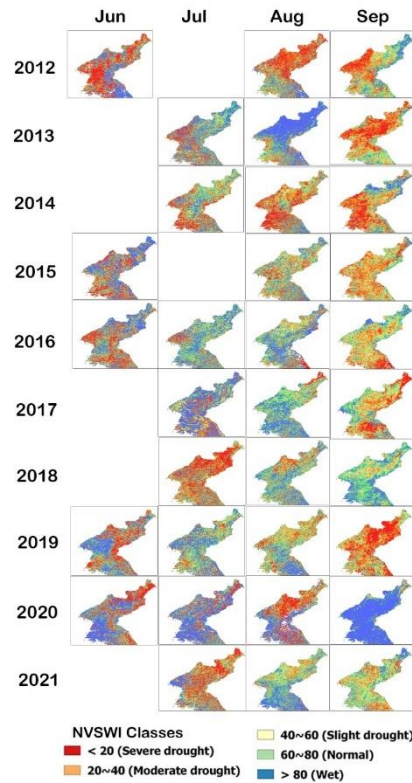 Jun Jul Aug Sep
2012
2013
2014
2015
2016
2017
2018
2019
2020
2021
NVSWI Classes
< 20 (Severe drought)
20~40 (Moderate drought)
40~60 (Slight drought)
60~80 (Normal)
> 80 (Wet)